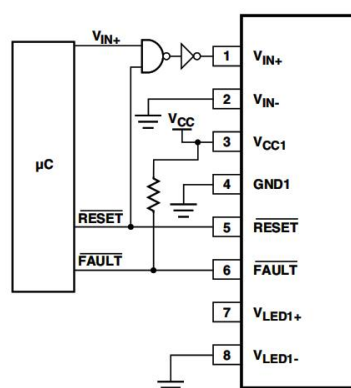 VIN+
1 VIN+
2 VIN-
VCC
3 VCC1
µC
4 GND1
RESET 5 RESET
FAULT 6 FAULT
7 VLED1+
8 VLED1-